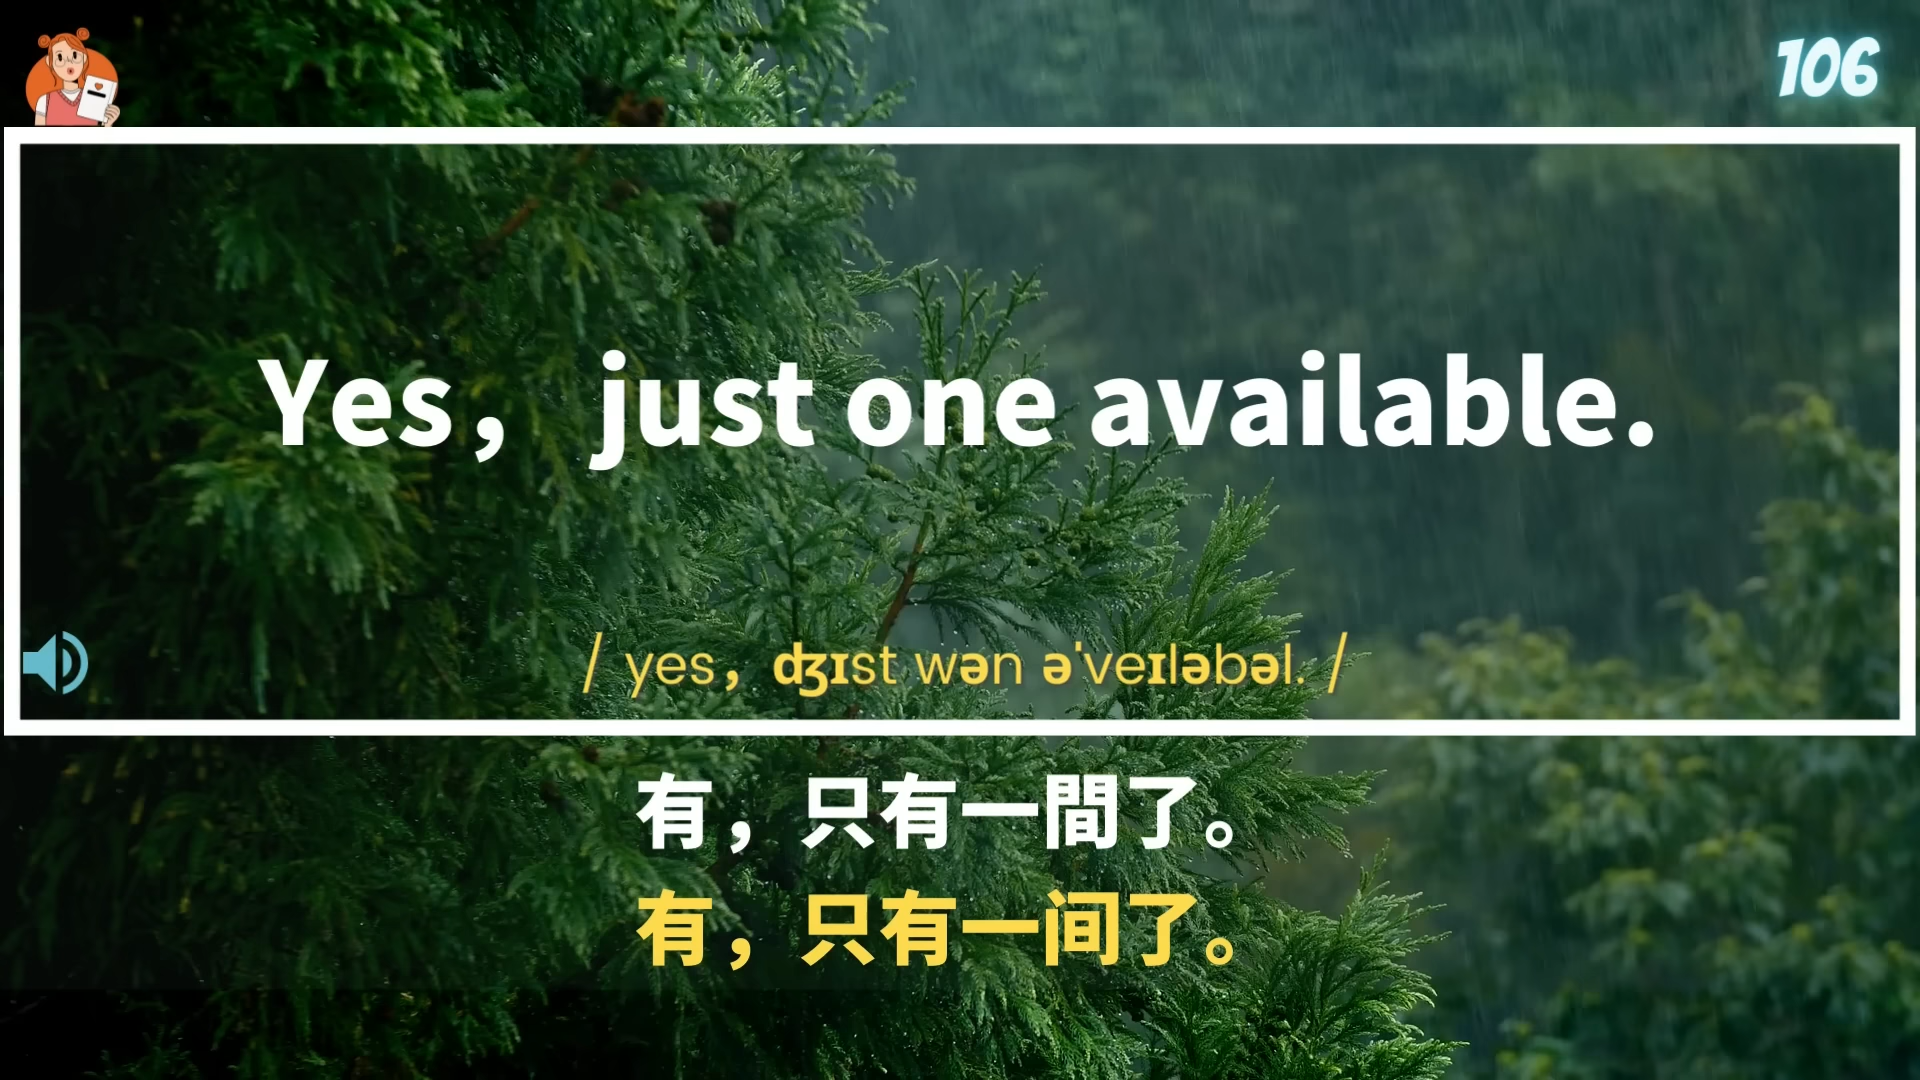 106
Yes， just one available.
/ yes，ʤɪst wən əˈveɪləbəl. /
有，只有一間了。
有，只有一间了。